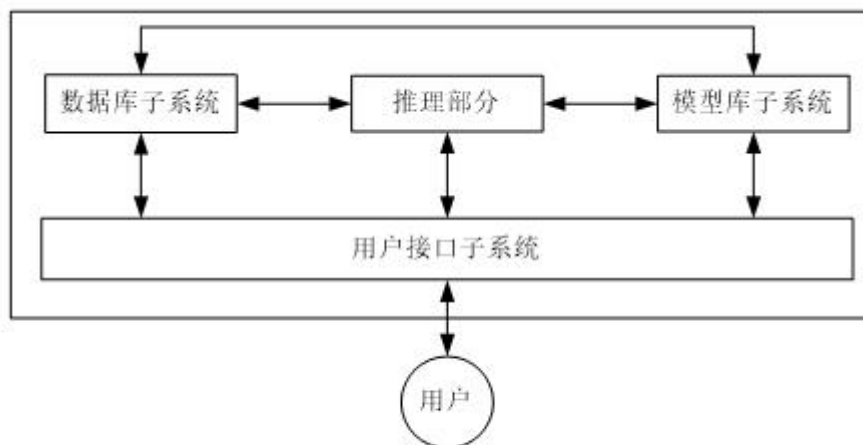 数据库子系统
推理部分
模型库子系统
用户接口子系统
用户